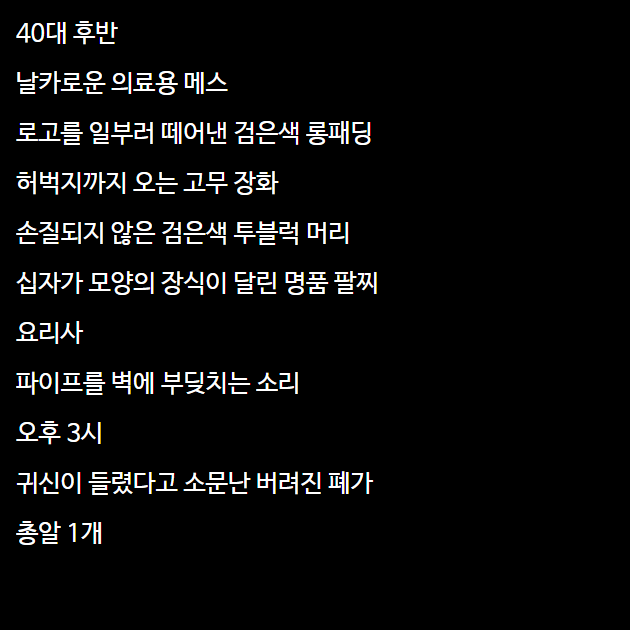 40대 후반
날카로운 의료용 메스
로고를 일부러 떼어낸 검은색 롱패딩
허벅지까지 오는 고무 장화
손질되지 않은 검은색 투블럭 머리
십자가 모양의 장식이 달린 명품 팔찌
요리사
파이프를 벽에 부딪치는 소리
오후 3시
귀신이 들렸다고 소문난 버려진 폐가
총알 1개